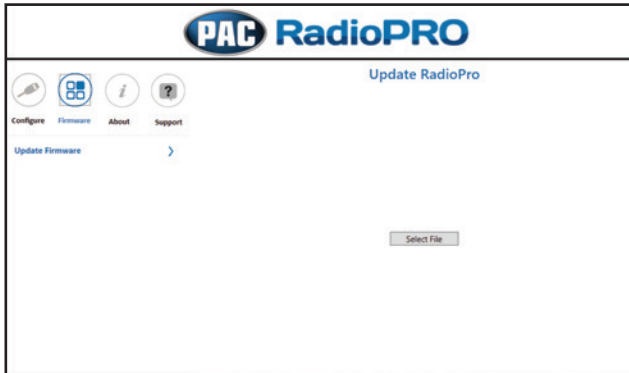 PAC RadioPRO
Update RadioPro
i ?
Configure Firmware About Support
Update Firmware
Select File